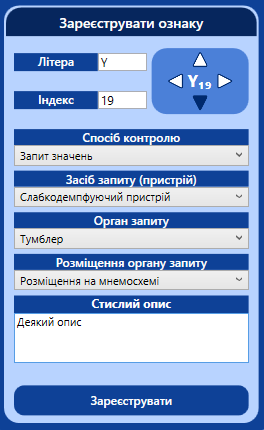 Зареєструвати ознаку
Літера Y
Y19
Індекс 19
Спосіб контролю
Запит значень
Засіб запиту (пристрій)
Слабкодемпфуючий пристрій
Орган запиту
Тумблер
Розміщення органу запиту
Розміщення на мнемосхемі
Стислий опис
Деякий опис
Зареєструвати